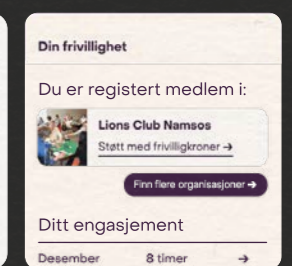 Din frivillighet
Du er registert medlem i:
Lions Club Namsos
Støtt med frivilligkroner →
Finn flere organisasjoner →
Ditt engasjement
Desember 8 timer →